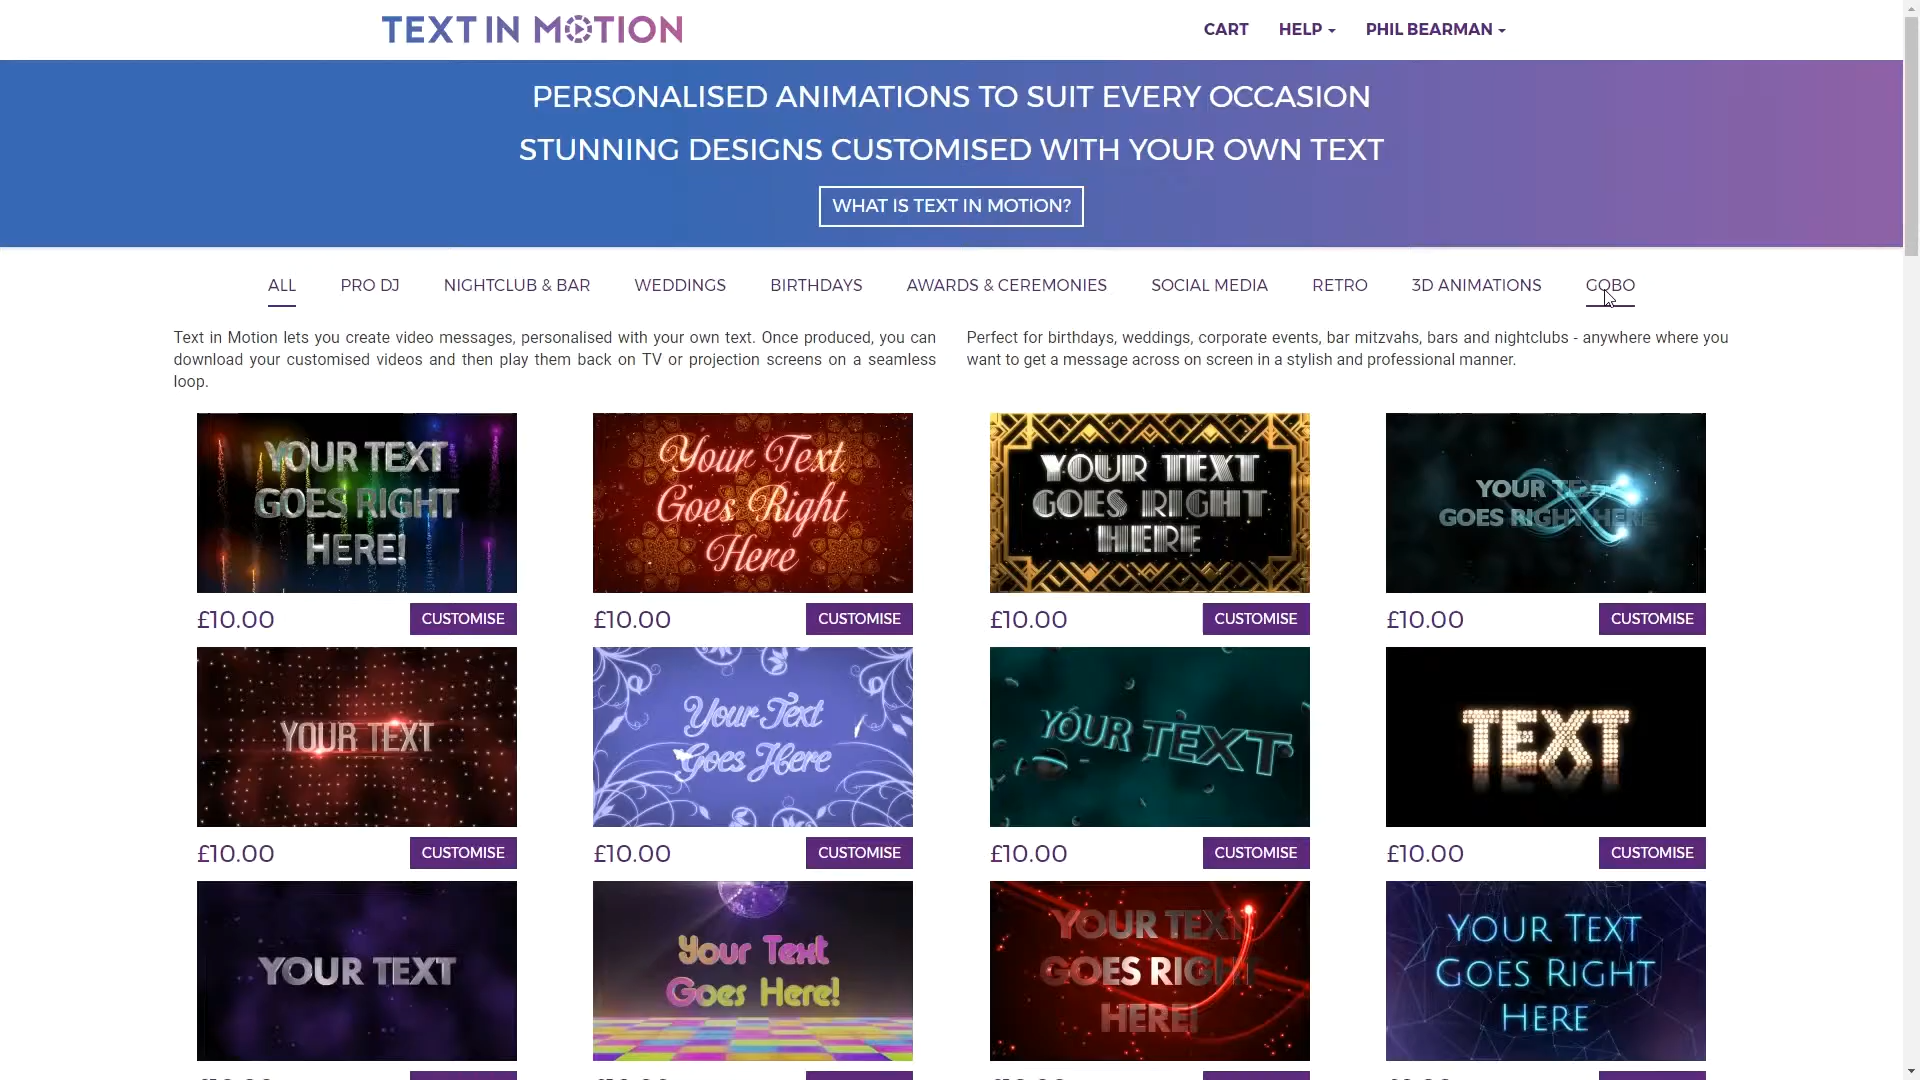 TEXT IN MOTION
CART HELP PHIL BEARMAN
PERSONALISED ANIMATIONS TO SUIT EVERY OCCASION
STUNNING DESIGNS CUSTOMISED WITH YOUR OWN TEXT
WHAT IS TEXT IN MOTION?
ALL PRO DJ NIGHTCLUB & BAR WEDDINGS BIRTHDAYS AWARDS & CEREMONIES SOCIAL MEDIA RETRO 3D ANIMATIONS GOBO
Text in Motion lets you create video messages, personalised with your own text. Once produced, you can
download your customised videos and then play them back on TV or projection screens on a seamless
loop.
Perfect for birthdays, weddings, corporate events, bar mitzvahs, bars and nightclubs - anywhere where you
want to get a message across on screen in a stylish and professional manner.
YOUR TEXT
GOES RIGHT
HERE!
Your Text
Goes Right
Here
YOUR TEXT
GOES RIGHT
HERE
YOUR TEXT
GOES RIGHT HERE
£10.00 CUSTOMISE £10.00 CUSTOMISE £10.00 CUSTOMISE £10.00 CUSTOMISE
YOUR TEXT
Your Text
Goes Here
YOUR TEXT
TEXT
£10.00 CUSTOMISE £10.00 CUSTOMISE £10.00 CUSTOMISE £10.00 CUSTOMISE
YOUR TEXT
Your Text
Goes Here!
YOUR TEXT
GOES RIGHT
HERE!
YOUR TEXT
GOES RIGHT
HERE